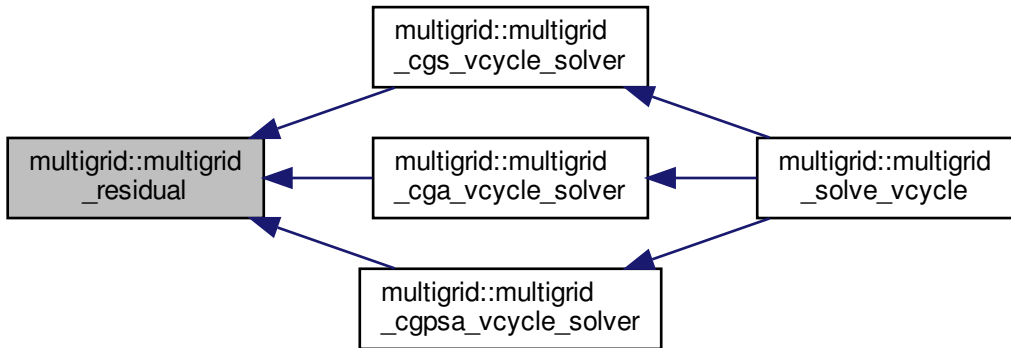 multigrid::multigrid
_cgs_vcycle_solver
multigrid::multigrid
_residual
multigrid::multigrid
_cga_vcycle_solver
multigrid::multigrid
_solve_vcycle
multigrid::multigrid
_cgpsa_vcycle_solver